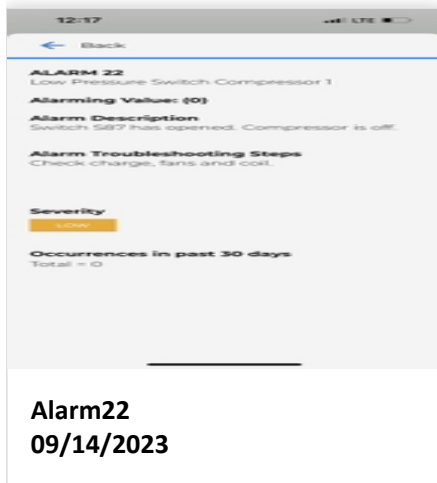 12:17
LTE
Back
ALARM 22
Low Pressure Switch Compressor 1
Alarming Value: (0)
Alarm Description
Switch S87 has opened. Compressor is off.
Alarm Troubleshooting Steps
Check charge, fans and coil.
Severity
LOW
Occurrences in past 30 days
Total = 0
Alarm22
09/14/2023